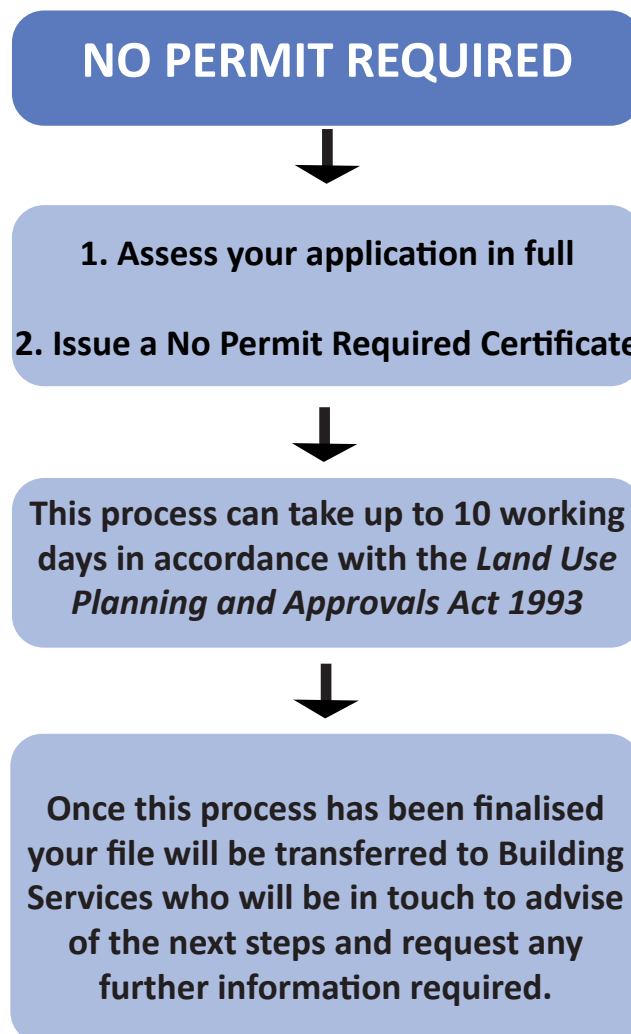 NO PERMIT REQUIRED
1. Assess your application in full
2. Issue a No Permit Required Certificate
This process can take up to 10 working
days in accordance with the Land Use
Planning and Approvals Act 1993
Once this process has been finalised
your file will be transferred to Building
Services who will be in touch to advise
of the next steps and request any
further information required.